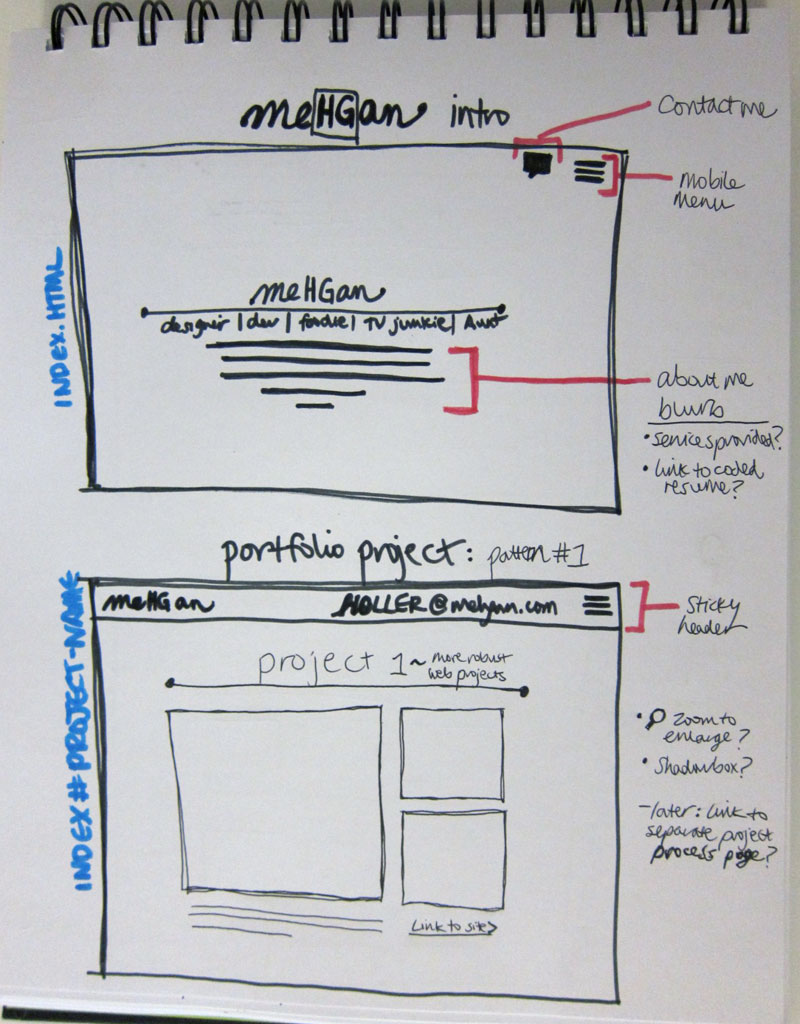 meHGan intro
Contact me
mobile
menu
INDEX.HTML
meHGan
designer | dev | foodie | TV junkie |
about me
blurb
• services provided?
• link to coded
resume?
portfolio project: pattern #1
INDEX#PROJECT-NAME
meHGan HOLLER@ .com
Sticky
header
project 1 ~ more robust
web projects
• Zoom to
enlarge?
• Shadowbox?
- later: link to
separate project
process page?
Link to site>